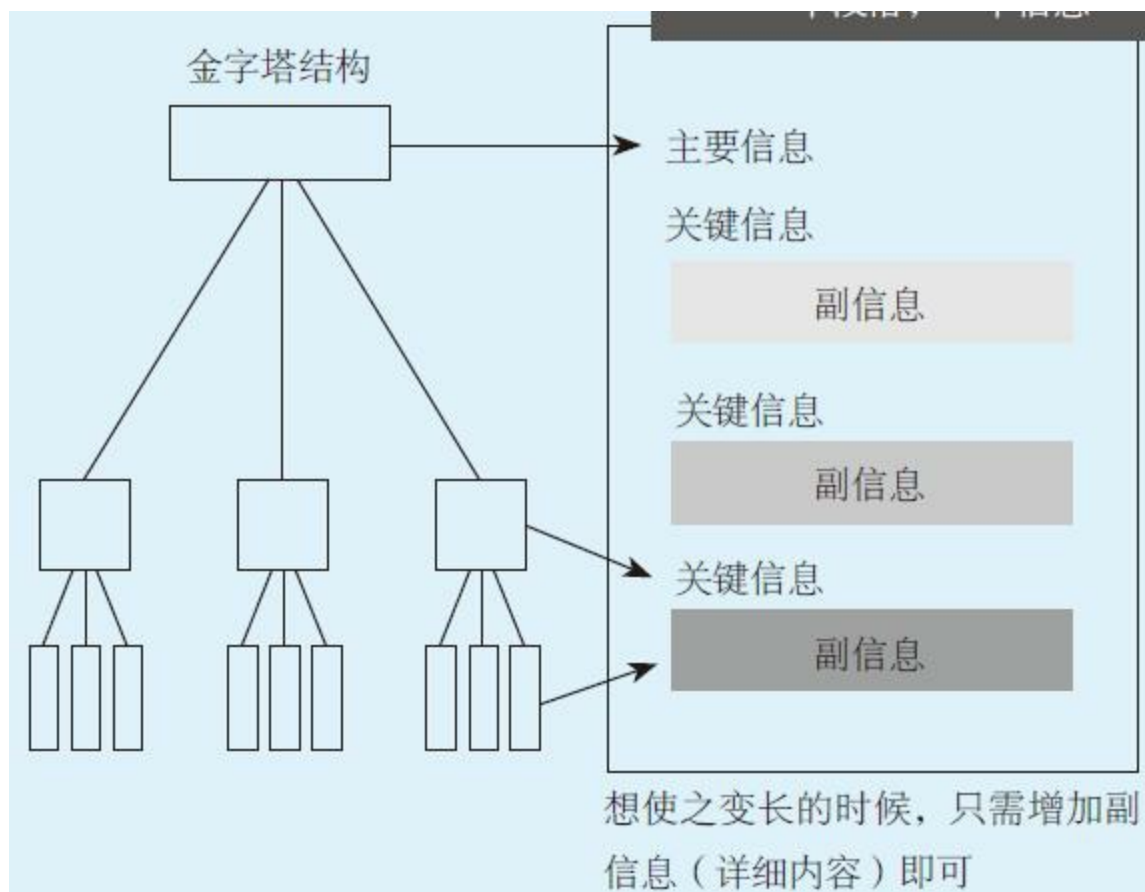 金字塔结构
主要信息
关键信息
副信息
关键信息
副信息
关键信息
副信息
想使之变长的时候，只需增加副
信息（详细内容）即可